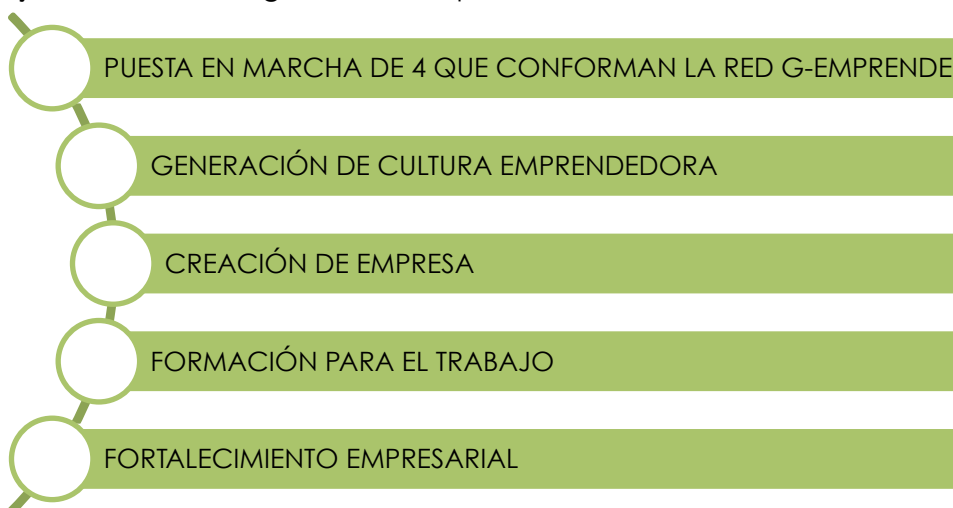 PUESTA EN MARCHA DE 4 QUE CONFORMAN LA RED G-EMPRENDE
GENERACIÓN DE CULTURA EMPRENDEDORA
CREACIÓN DE EMPRESA
FORMACIÓN PARA EL TRABAJO
FORTALECIMIENTO EMPRESARIAL